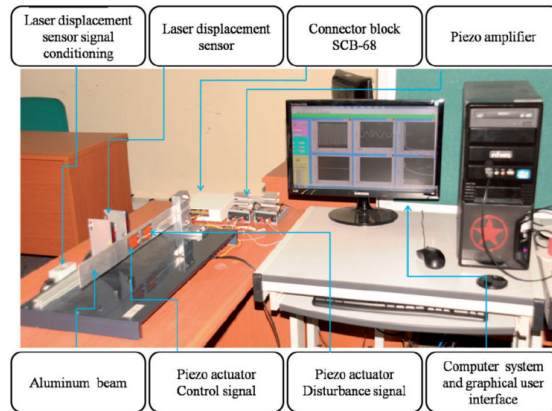 Laser displacement
sensor signal
conditioning
Laser displacement
sensor
Connector block
SCB-68
Piezo amplifier
Aluminum beam
Piezo actuator
Control signal
Piezo actuator
Disturbance signal
Computer system
and graphical user
interface